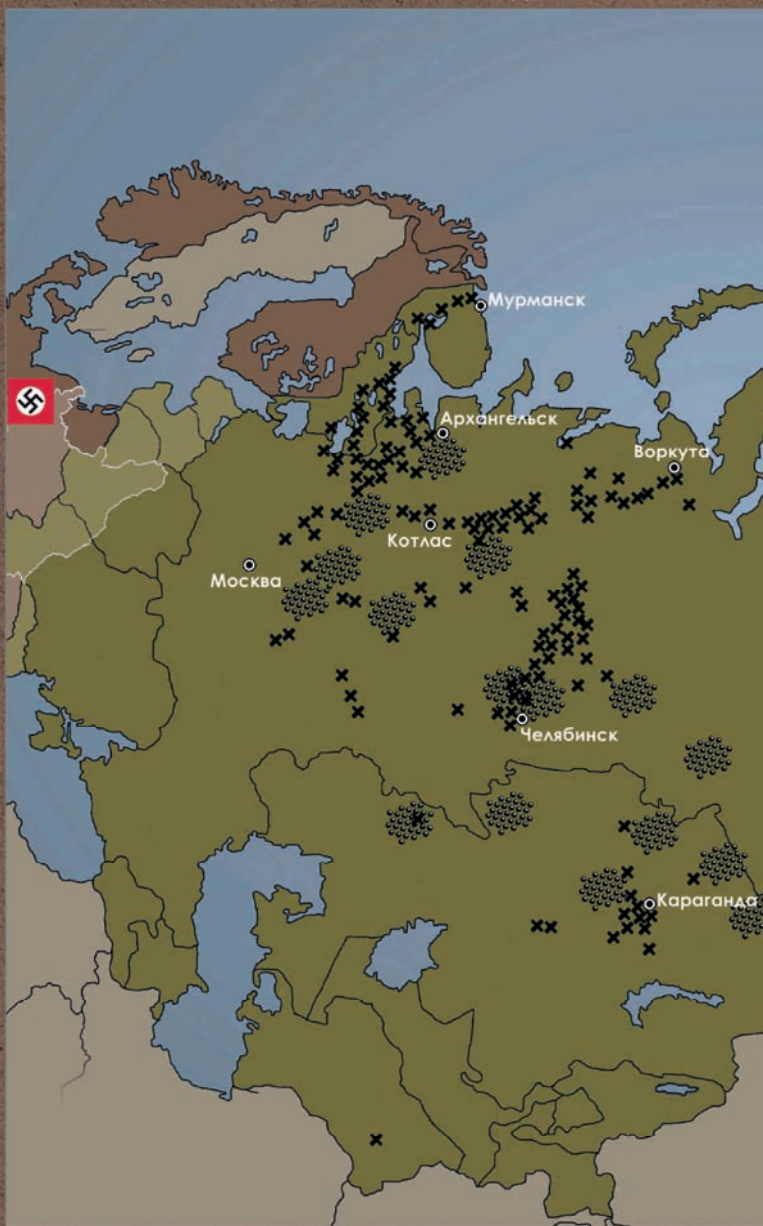 Мурманск
Архангельск
Воркута
Котлас
Москва
Челябинск
Караганда